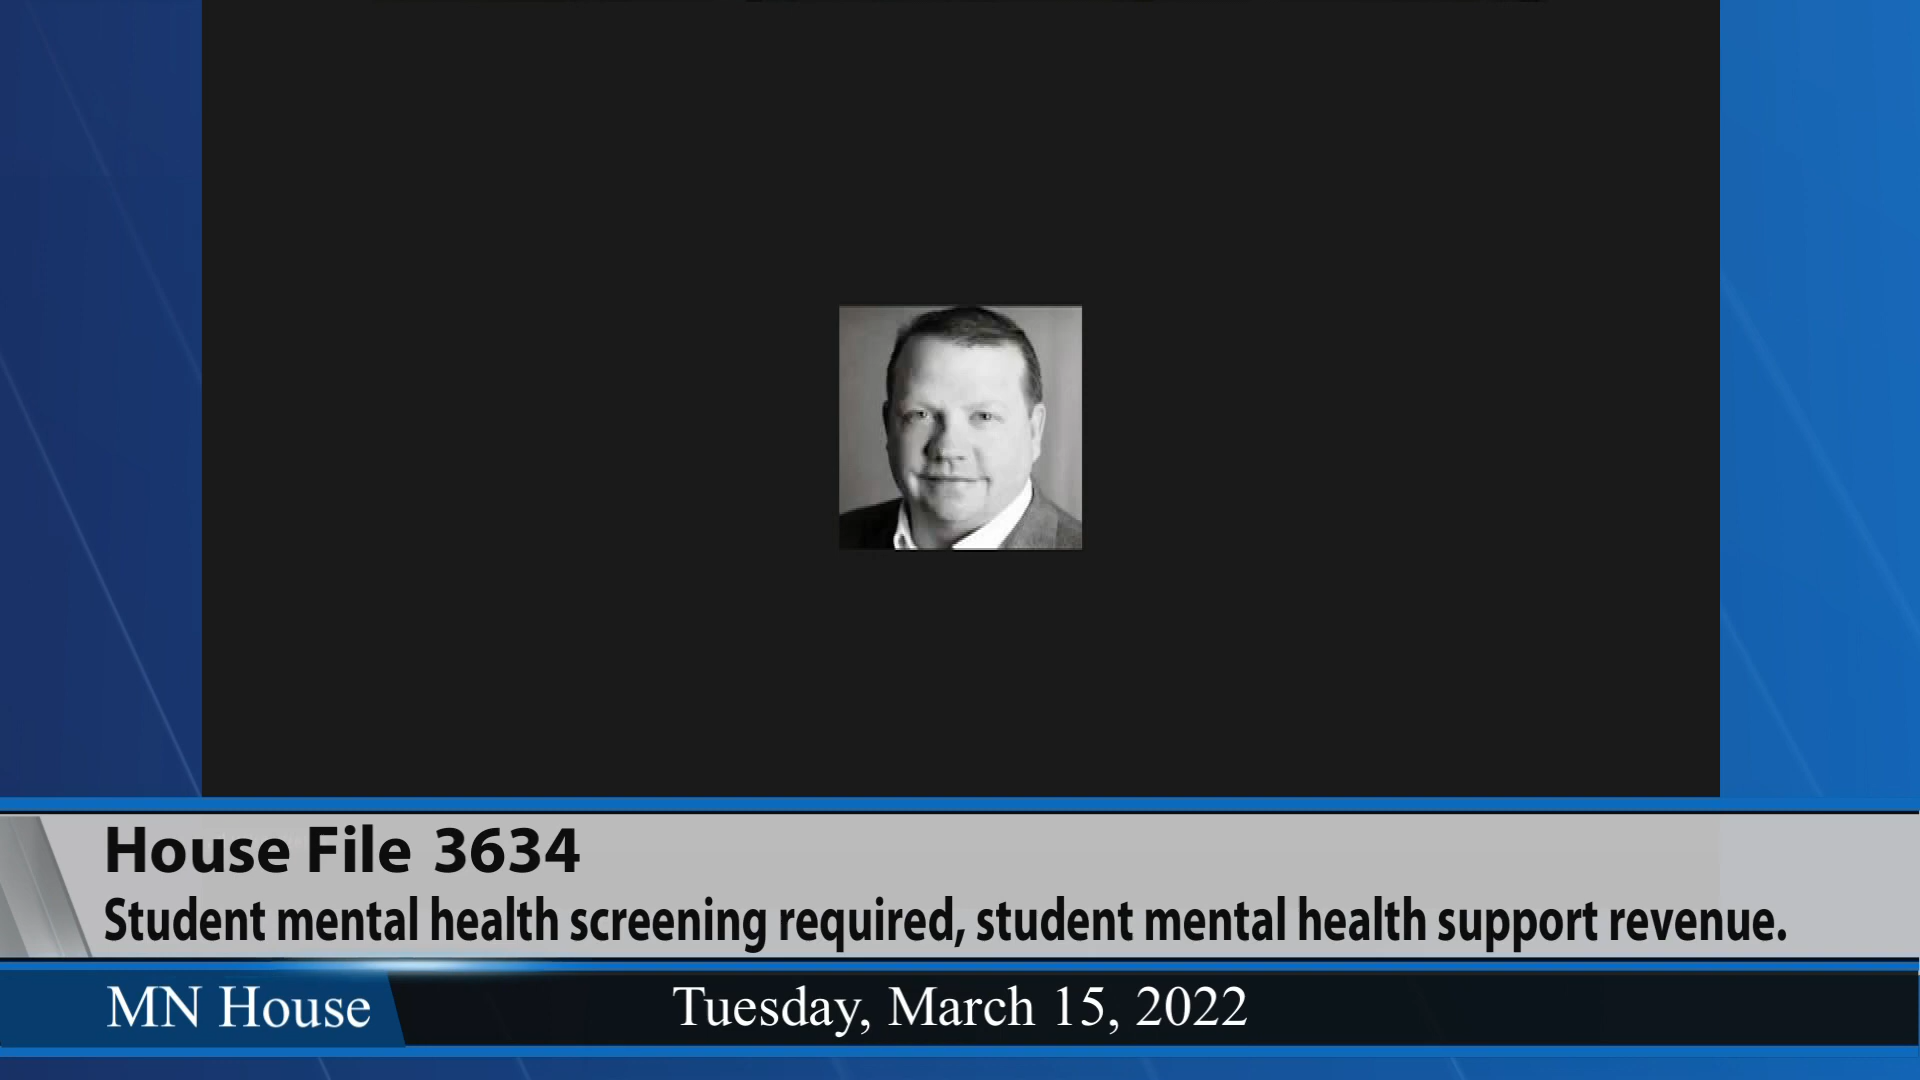 House File 3634
Student mental health screening required, student mental health support revenue.
MN House
Tuesday, March 15, 2022